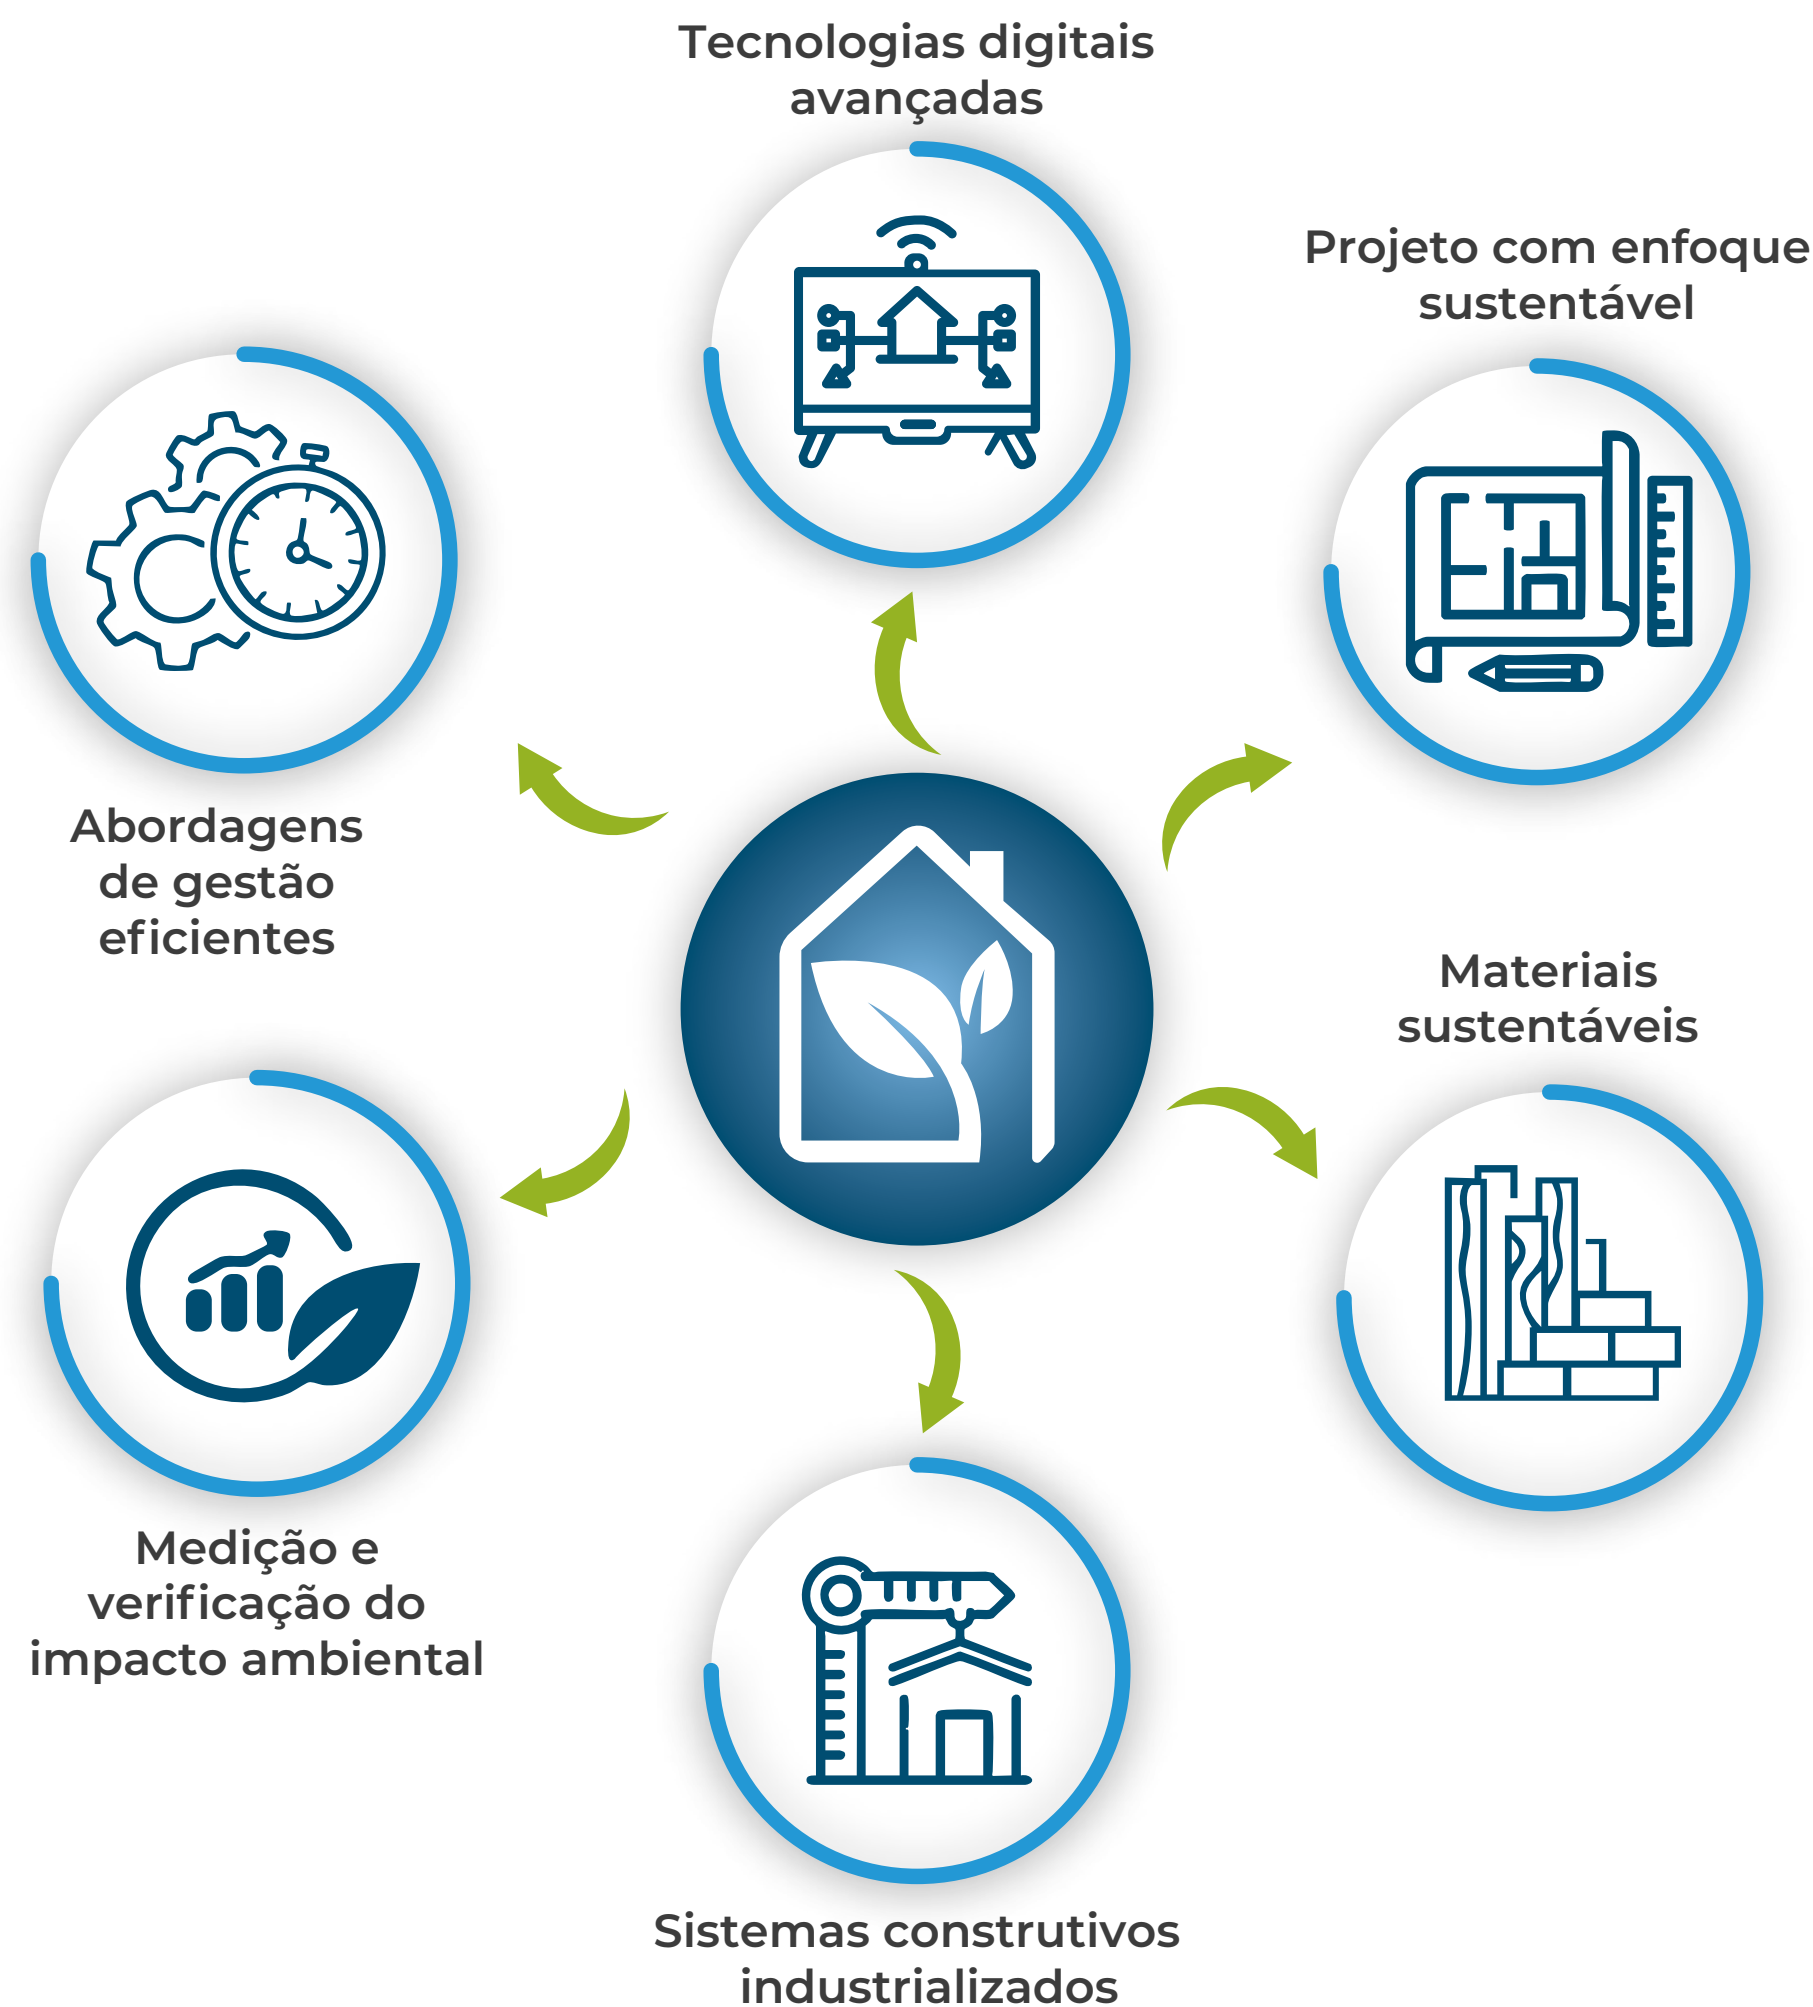 Tecnologias digitais
avançadas
Projeto com enfoque
sustentável
Materiais
sustentáveis
Sistemas construtivos
industrializados
Medição e
verificação do
impacto ambiental
Abordagens
de gestão
eficientes